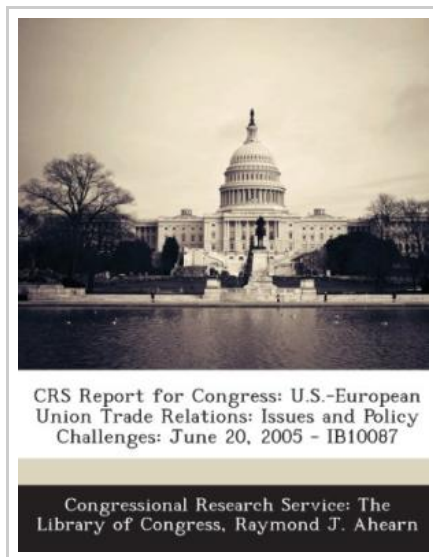 CRS Report for Congress: U.S.-European
Union Trade Relations: Issues and Policy
Challenges: June 20, 2005 - IB10087
Congressional Research Service: The
Library of Congress, Raymond J. Ahearn